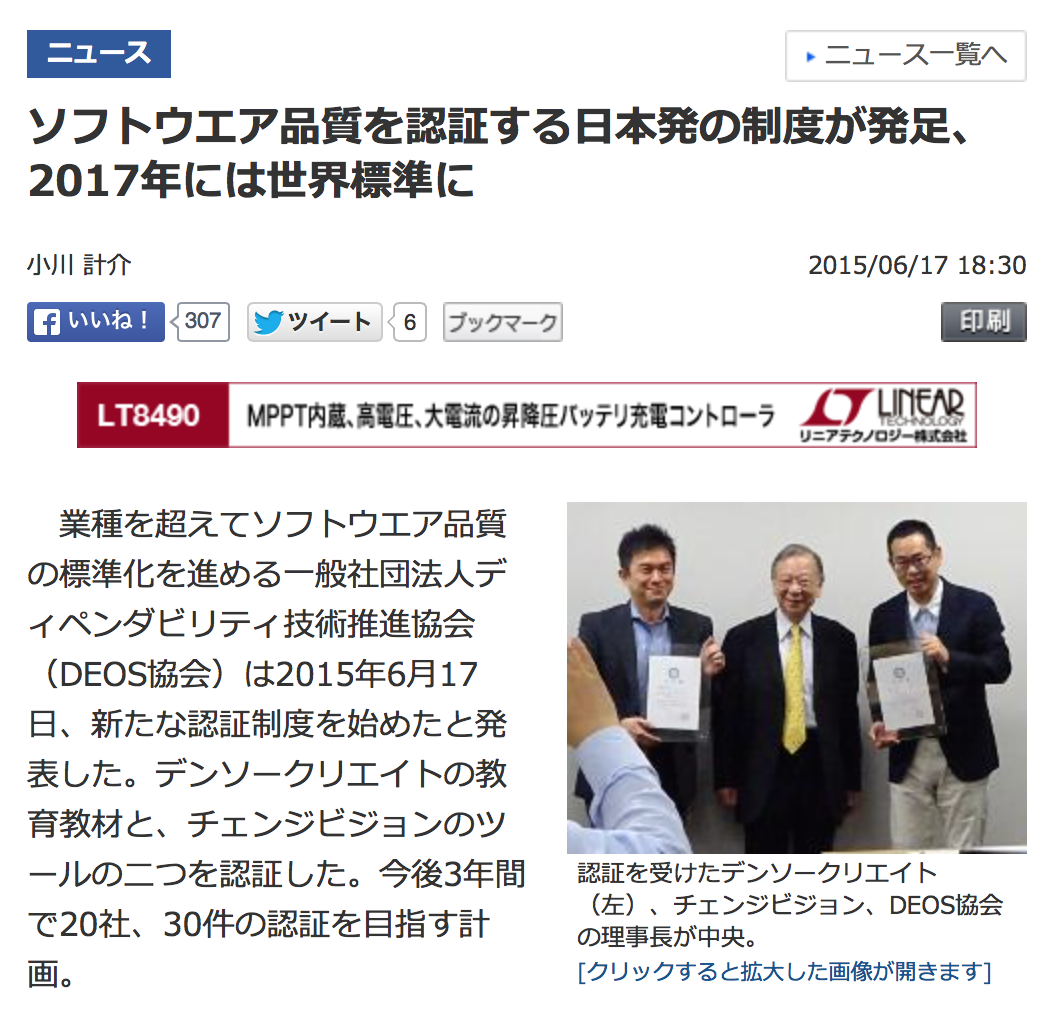 ニュース
ニュース一覧へ
ソフトウエア品質を認証する日本発の制度が発足、
2017年には世界標準に
小川 計介
2015/06/17 18:30
いいね！
307
ツイート
6
ブックマーク
印刷
LT8490
MPPT内蔵、高電圧、大電流の昇降圧バッテリ充電コントローラ
LINEAR
TECHNOLOGY
リニアテクノロジー株式会社
業種を超えてソフトウエア品質
の標準化を進める一般社団法人デ
ィペンダビリティ技術推進協会
（DEOS協会）は2015年6月17
日、新たな認証制度を始めたと発
表した。デンソークリエイトの教
育教材と、チェンジビジョンのツ
ールの二つを認証した。今後3年間
で20社、30件の認証を目指す計
画。
認証を受けたデンソークリエイト
（左）、チェンジビジョン、DEOS協会
の理事長が中央。
[クリックすると拡大した画像が開きます]